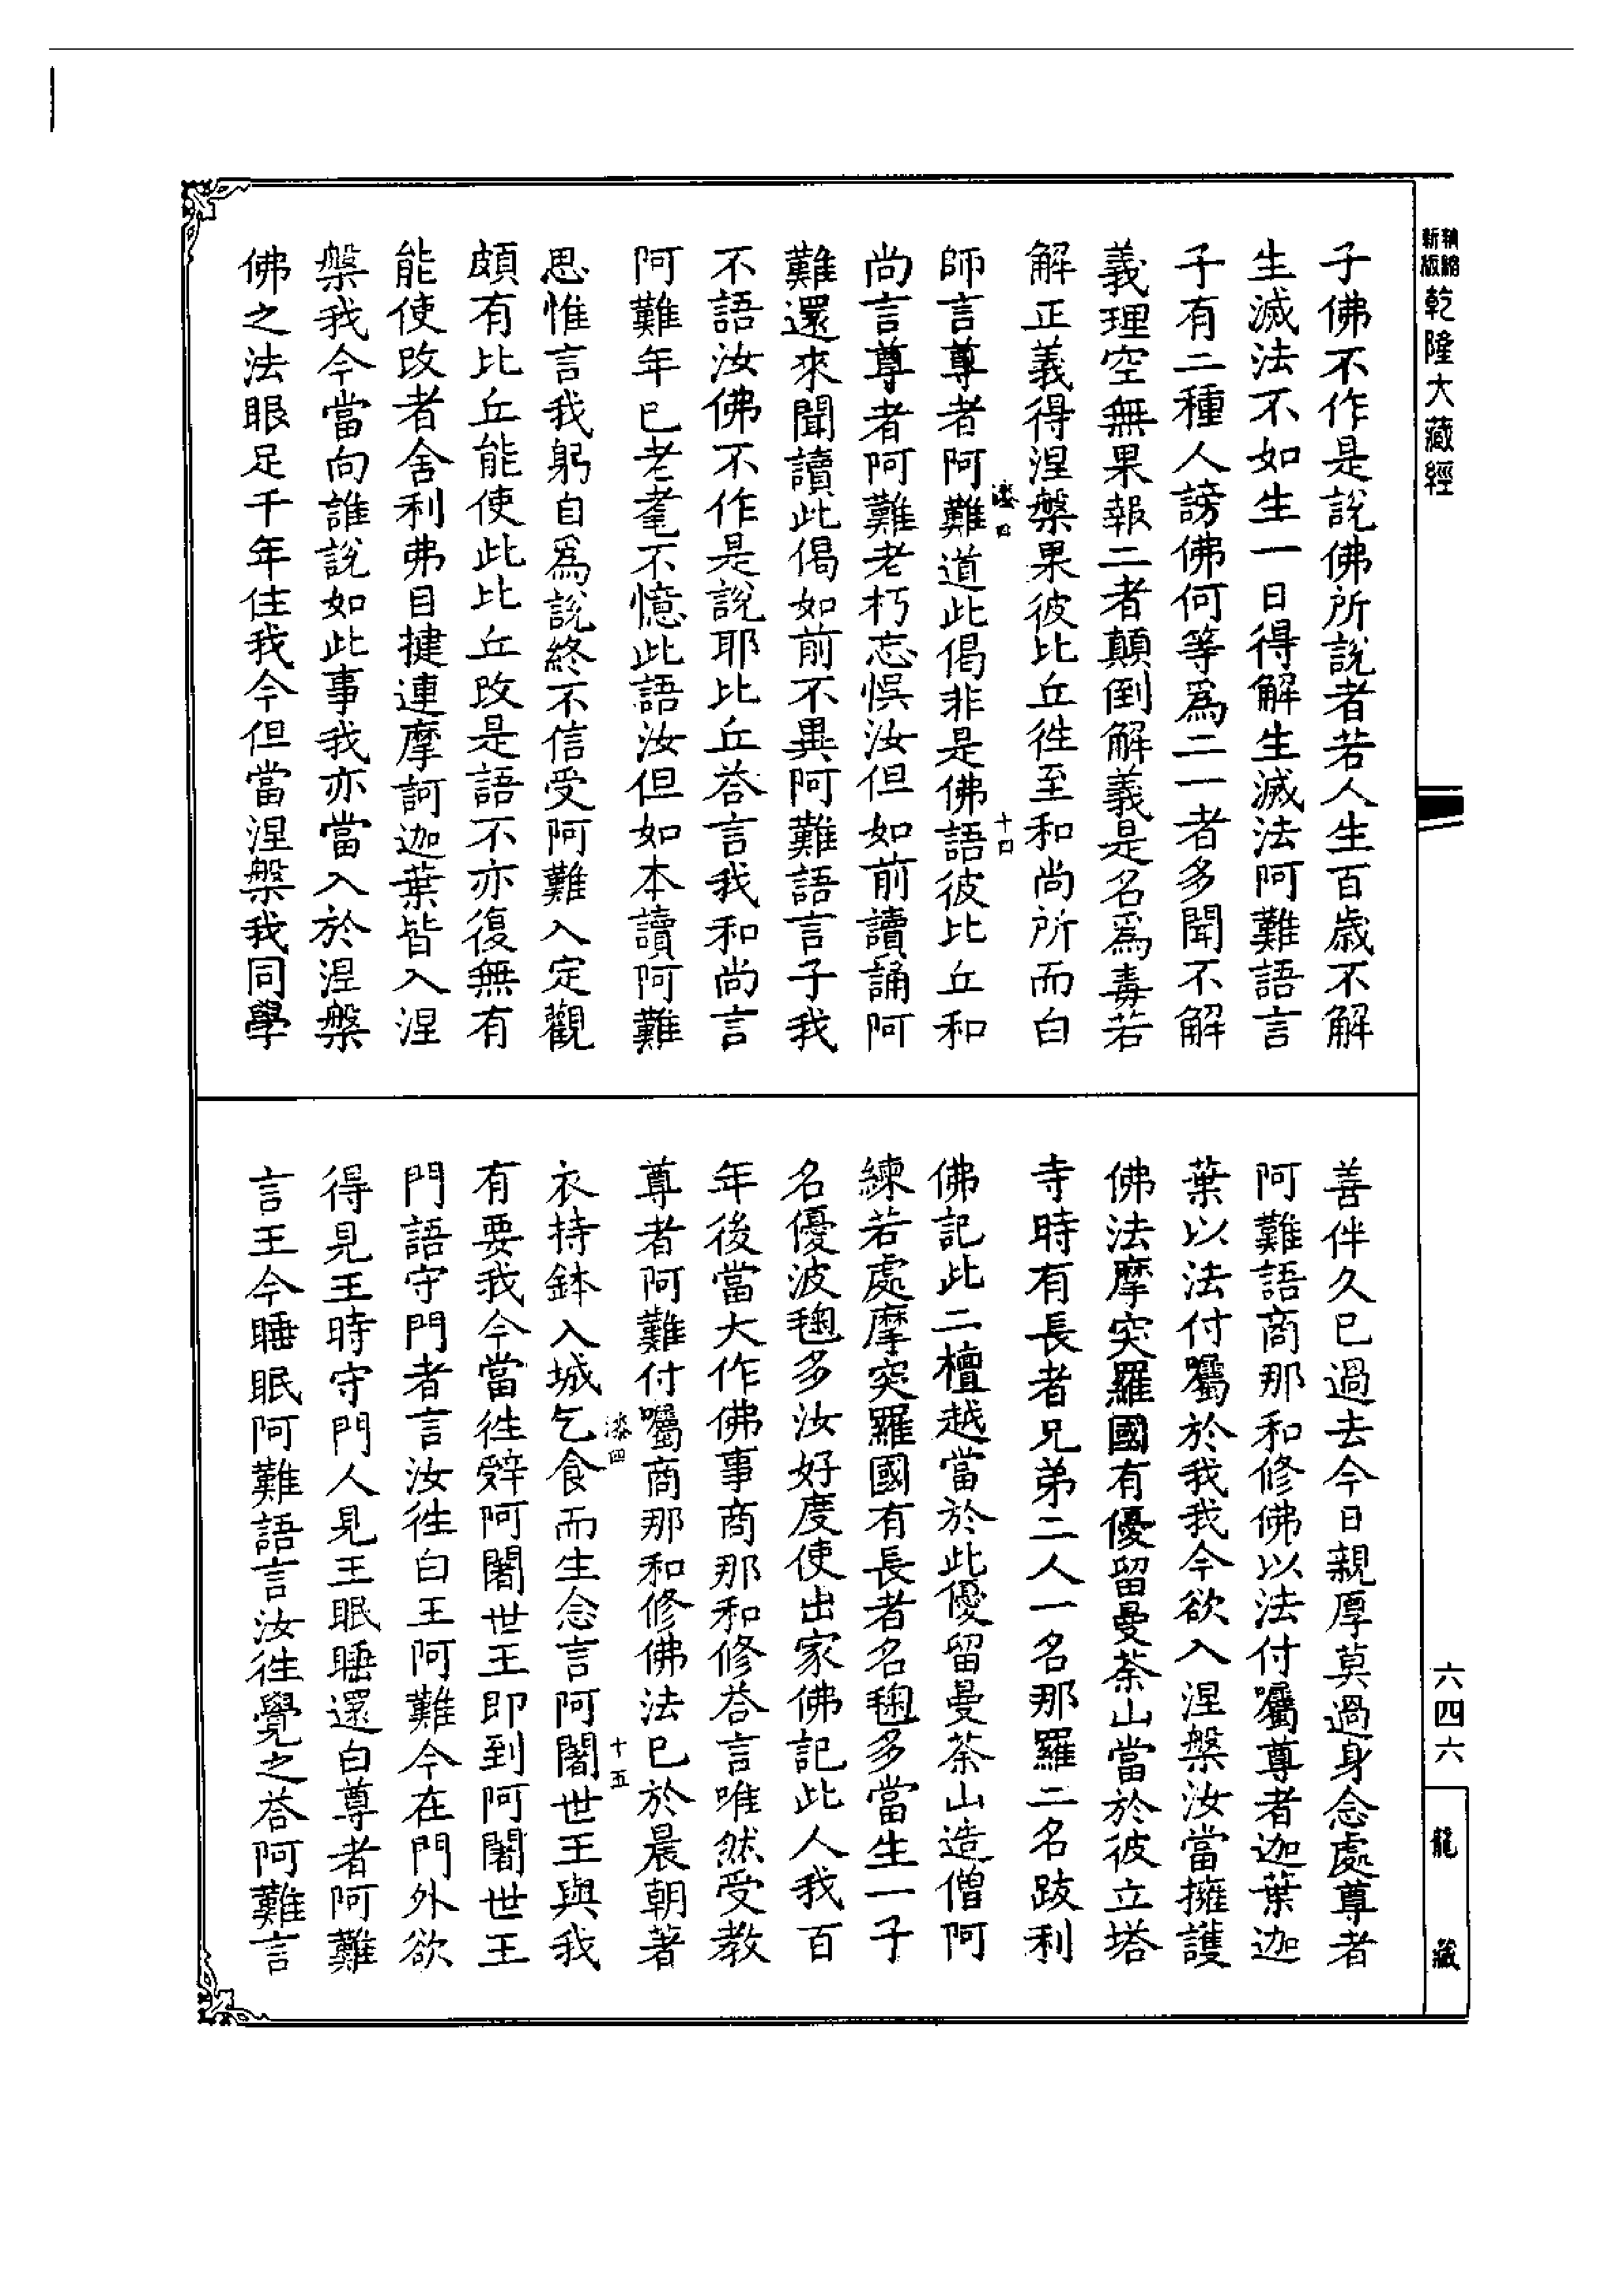 新版
乾隆大藏經
子佛不作是說佛所說者若人生百歲不解
生滅法不如生一日得解生滅法阿難語言
千有二種人謗佛何等爲二一者多聞不解
義理空無果報二者顛倒解義是名爲毒若
解正義得涅槃果彼比丘徃至和尚所而白
師言尊者阿難道此偈非是佛語彼比丘和
尚言尊者阿難老朽忘悞汝但如前讀誦阿
難還來聞讀此偈如前不異阿難語言子我
不語汝佛不作是說耶比丘荅言我和尚言
阿難年已老耄不憶此語汝但如本讀阿難
思惟言我躬自爲說終不信受阿難入定觀
頗有比丘能使此比丘改是語不亦復無有
能使改者舍利弗目揵連摩訶迦葉皆入涅
槃我今當向誰說如此事我亦當入於涅槃
佛之法眼足千年住我今但當涅槃我同學
善伴久已過去今日親厚莫過身念處尊者
阿難語商那和修佛以法付囑尊者迦葉迦
葉以法付囑於我我今欲入涅槃汝當擁護
佛法摩突羅國有優留曼荼山當於彼立塔
寺時有長者兄弟二人一名那羅二名跋利
佛記此二檀越當於此優留曼荼山造僧阿
練若處摩突羅國有長者名毱多當生一子
名優波毱多汝好度使出家佛記此人我百
年後當大作佛事商那和修荅言唯然受教
尊者阿難付囑商那和修佛法已於晨朝著
衣持鉢入城乞食而生念言阿闍世王與我
有要我今當徃辤阿闍世王即到阿闍世王
門語守門者言汝徃白王阿難今在門外欲
得見王時守門人見王眠睡還白尊者阿難
言王今睡眠阿難語言汝徃覺之荅阿難言
漆四
十四
漆四
十五
六四六
龍藏